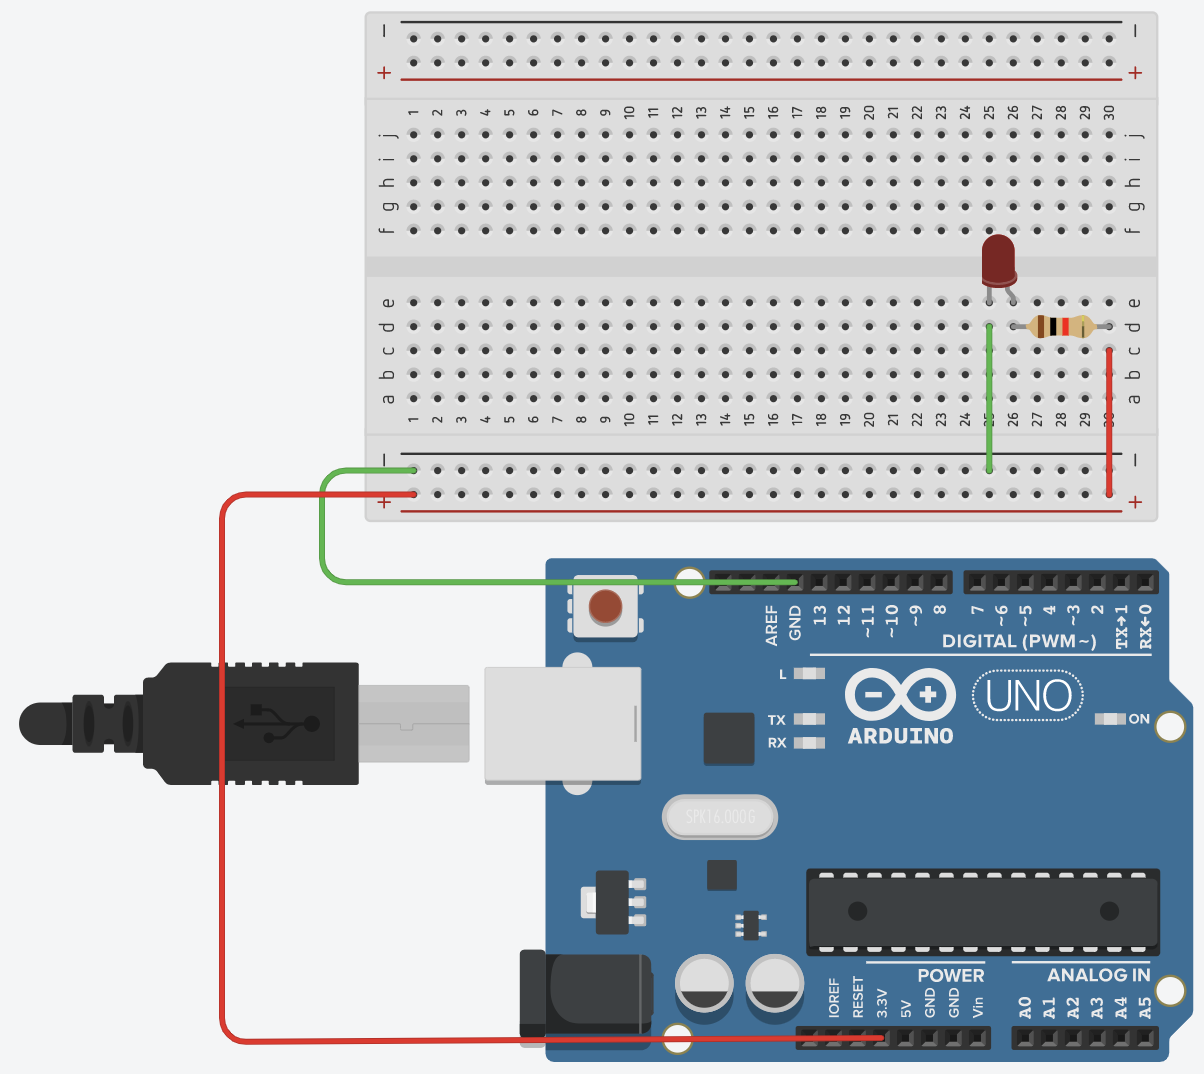 − −
+ +
1 2 3 4 5 6 7 8 9 10 11 12 13 14 15 16 17 18 19 20 21 22 23 24 25 26 27 28 29 30
j j
i i
h h
g g
f f
e e
d d
c c
b b
a a
1 2 3 4 5 6 7 8 9 10 11 12 13 14 15 16 17 18 19 20 21 22 23 24 25 26 27 28 29 30
− −
+ +
AREF GND 13 12 ~11 ~10 ~9 8 7 ~6 ~5 4 ~3 2 TX→1 RX←0
DIGITAL (PWM~)
L
UNO
TX ON
RX ARDUINO
SPK16.000G
POWER ANALOG IN
IOREF RESET 3.3V 5V GND GND Vin A0 A1 A2 A3 A4 A5